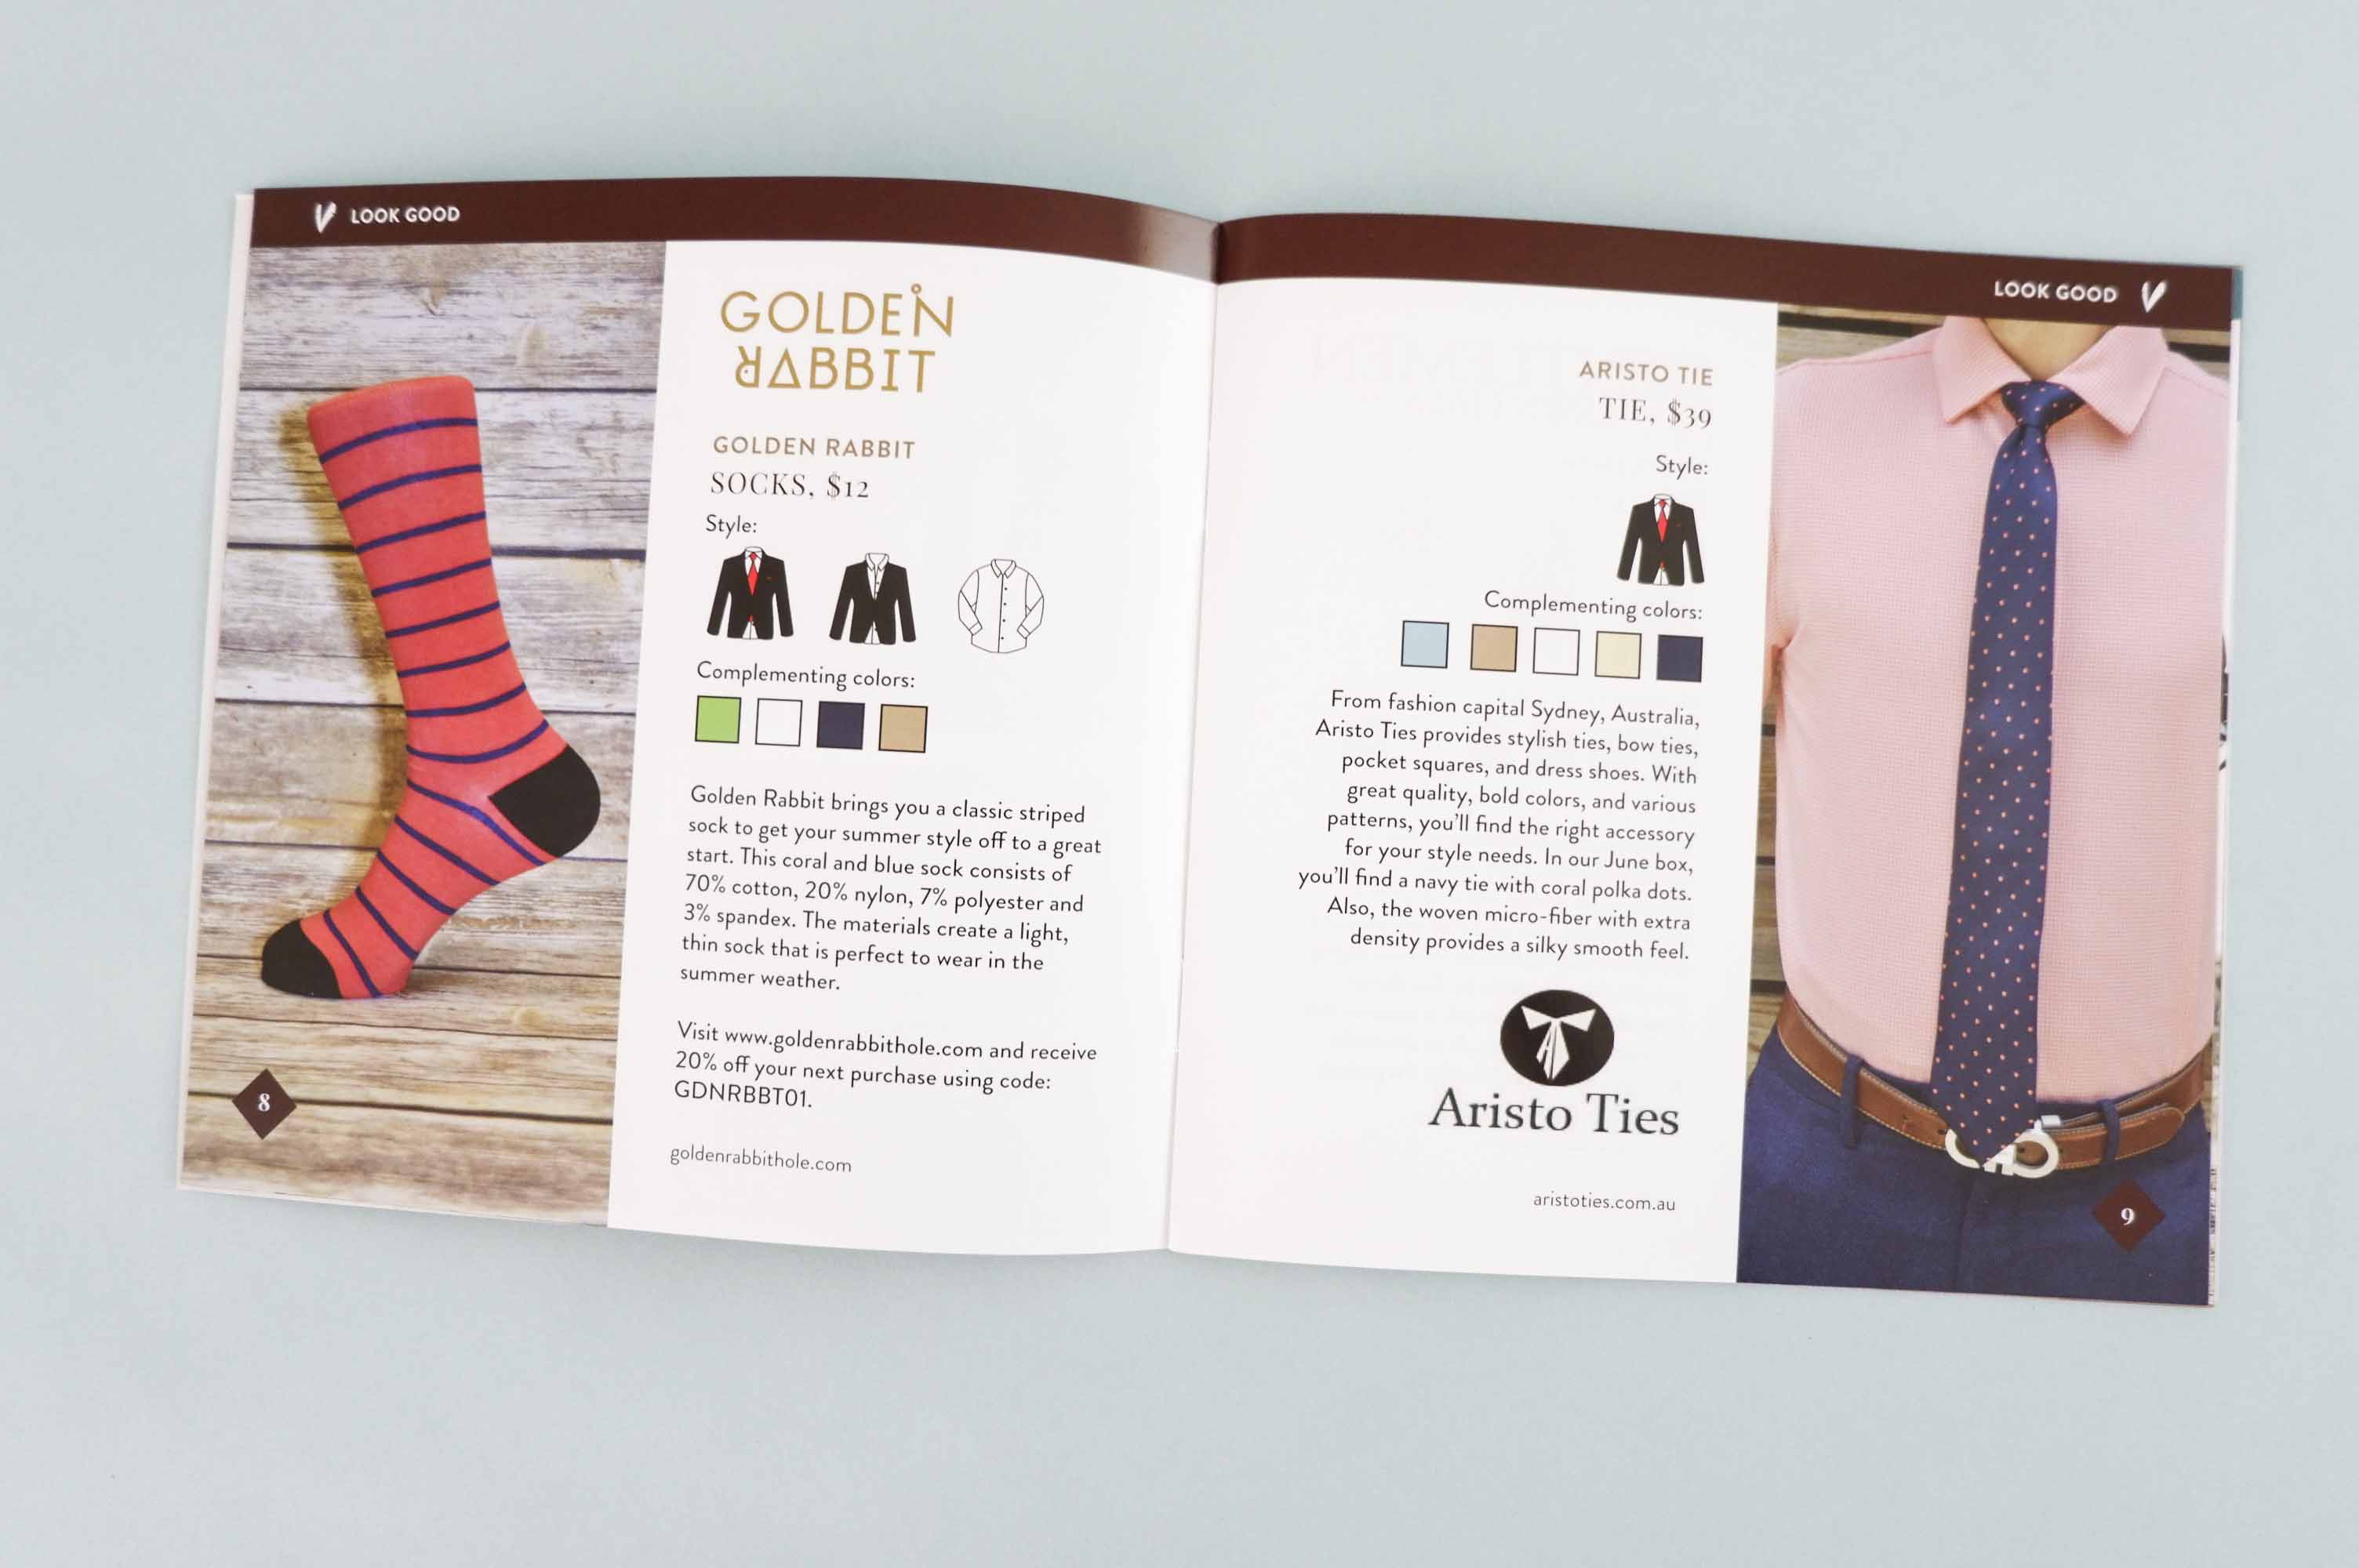 LOOK GOOD
GOLDEN
RABBIT
GOLDEN RABBIT
SOCKS, $12
Style:
Complementing colors:
Golden Rabbit brings you a classic striped
sock to get your summer style off to a great
start. This coral and blue sock consists of
70% cotton, 20% nylon, 7% polyester and
3% spandex. The materials create a light,
thin sock that is perfect to wear in the
summer weather.
Visit www.goldenrabbithole.com and receive
20% off your next purchase using code:
GDNRBBT01.
goldenrabbithole.com
8
LOOK GOOD
ARISTO TIE
TIE, $39
Style:
Complementing colors:
From fashion capital Sydney, Australia,
Aristo Ties provides stylish ties, bow ties,
pocket squares, and dress shoes. With
great quality, bold colors, and various
patterns, you'll find the right accessory
for your style needs. In our June box,
you'll find a navy tie with coral polka dots.
Also, the woven micro-fiber with extra
density provides a silky smooth feel.
Aristo Ties
aristoties.com.au
9